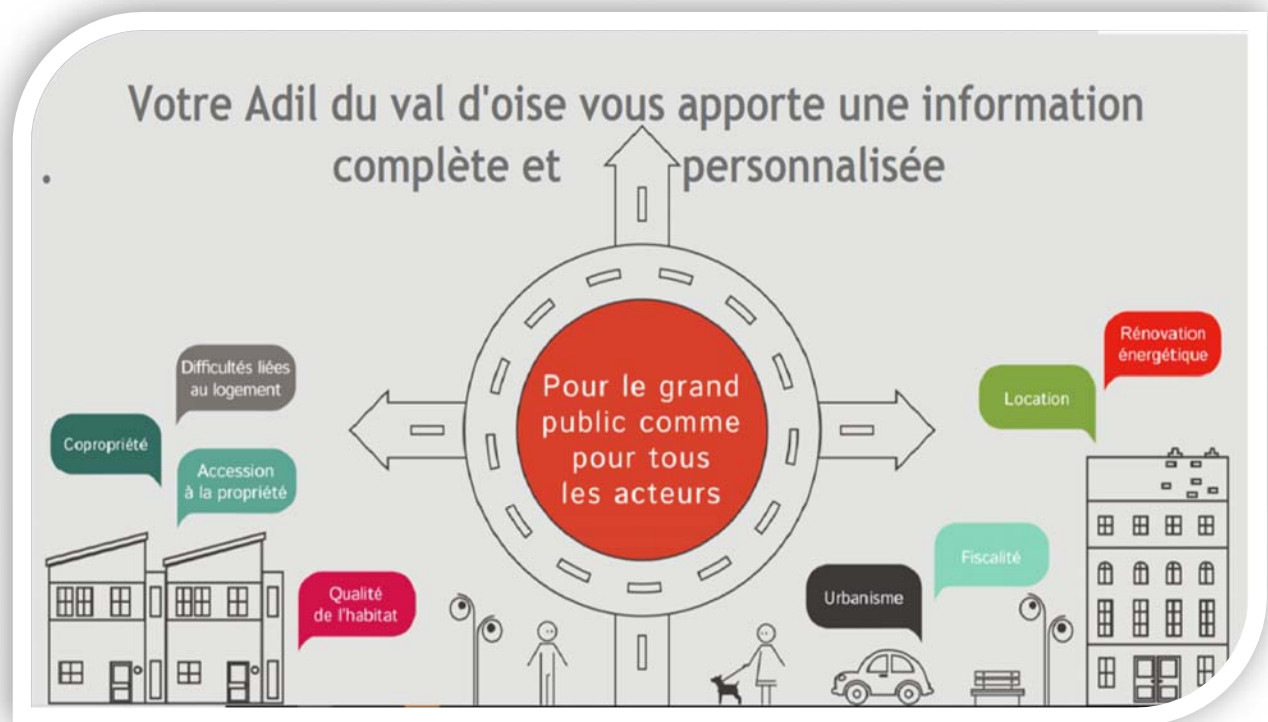 Votre Adil du val d'oise vous apporte une information
complète et personnalisée
.
Pour le grand
public comme
pour tous
les acteurs
Difficultés liées
au logement
Copropriété
Accession
à la propriété
Qualité
de l'habitat
Rénovation
énergétique
Location
Fiscalité
Urbanisme